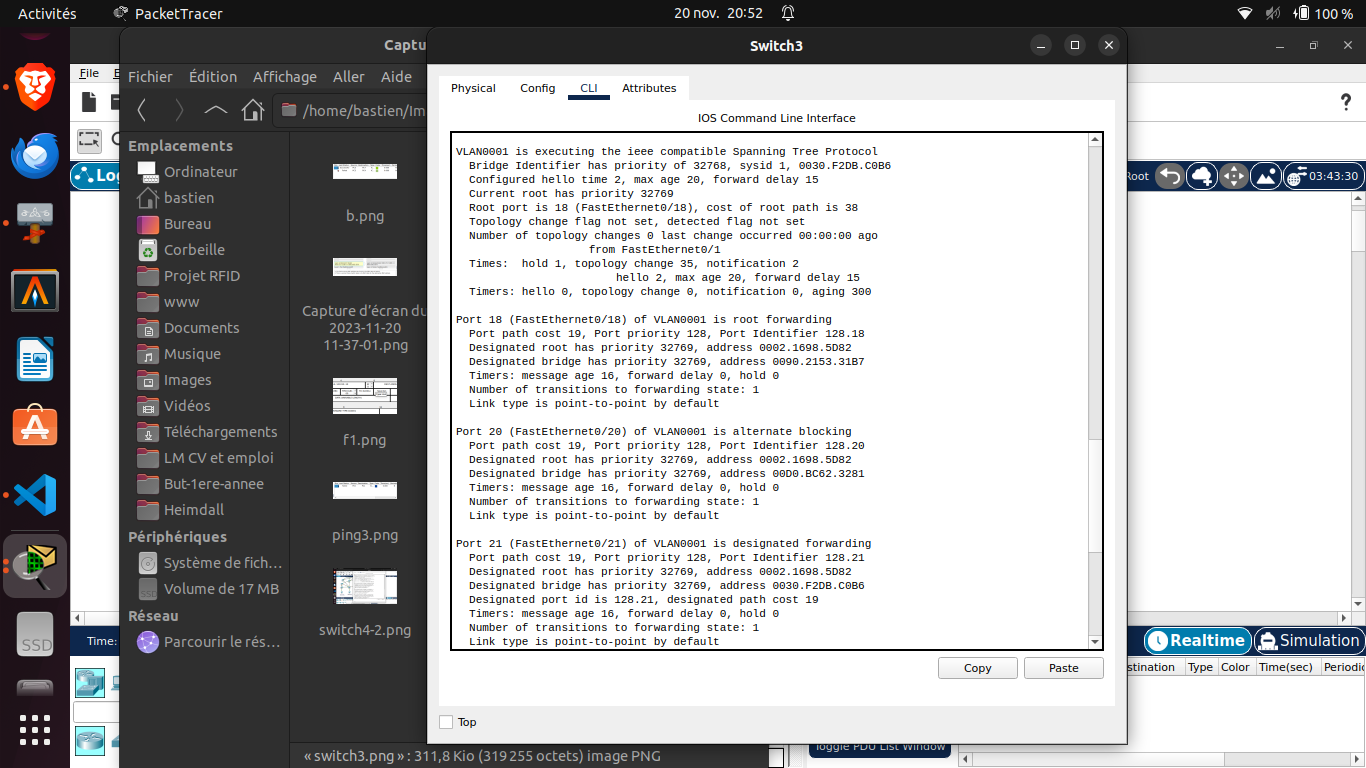 Activités
PacketTracer
20 nov. 20:52
100 %
Captu
Switch3
File
Fichier Édition Affichage Aller Aide
/home/bastien/Im
Emplacements
Ordinateur
bastien
Bureau
Corbeille
Projet RFID
www
Documents
Musique
Images
Vidéos
Téléchargements
LM CV et emploi
But-1ere-annee
Heimdall
Périphériques
Système de fich…
Volume de 17 MB
Réseau
Parcourir le rés…
b.png
Capture d’écran du
2023-11-20
11-37-01.png
f1.png
ping3.png
switch4-2.png
« switch3.png » : 311,8 Kio (319 255 octets) image PNG
Physical Config CLI Attributes
IOS Command Line Interface
VLAN0001 is executing the ieee compatible Spanning Tree Protocol
Bridge Identifier has priority of 32768, sysid 1, 0030.F2DB.C0B6
Configured hello time 2, max age 20, forward delay 15
Current root has priority 32769
Root port is 18 (FastEthernet0/18), cost of root path is 38
Topology change flag not set, detected flag not set
Number of topology changes 0 last change occurred 00:00:00 ago
from FastEthernet0/1
Times: hold 1, topology change 35, notification 2
hello 2, max age 20, forward delay 15
Timers: hello 0, topology change 0, notification 0, aging 300
Port 18 (FastEthernet0/18) of VLAN0001 is root forwarding
Port path cost 19, Port priority 128, Port Identifier 128.18
Designated root has priority 32769, address 0002.1698.5D82
Designated bridge has priority 32769, address 0090.2153.31B7
Timers: message age 16, forward delay 0, hold 0
Number of transitions to forwarding state: 1
Link type is point-to-point by default
Port 20 (FastEthernet0/20) of VLAN0001 is alternate blocking
Port path cost 19, Port priority 128, Port Identifier 128.20
Designated root has priority 32769, address 0002.1698.5D82
Designated bridge has priority 32769, address 00D0.BC62.3281
Timers: message age 16, forward delay 0, hold 0
Number of transitions to forwarding state: 1
Link type is point-to-point by default
Port 21 (FastEthernet0/21) of VLAN0001 is designated forwarding
Port path cost 19, Port priority 128, Port Identifier 128.21
Designated root has priority 32769, address 0002.1698.5D82
Designated bridge has priority 32769, address 0030.F2DB.C0B6
Designated port id is 128.21, designated path cost 19
Timers: message age 16, forward delay 0, hold 0
Number of transitions to forwarding state: 1
Link type is point-to-point by default
Copy Paste
Top
Log
Root
03:43:30
Time:
Realtime
Simulation
stination Type Color Time(sec) Periodic
Toggle PDU List Window
SSD
SSD